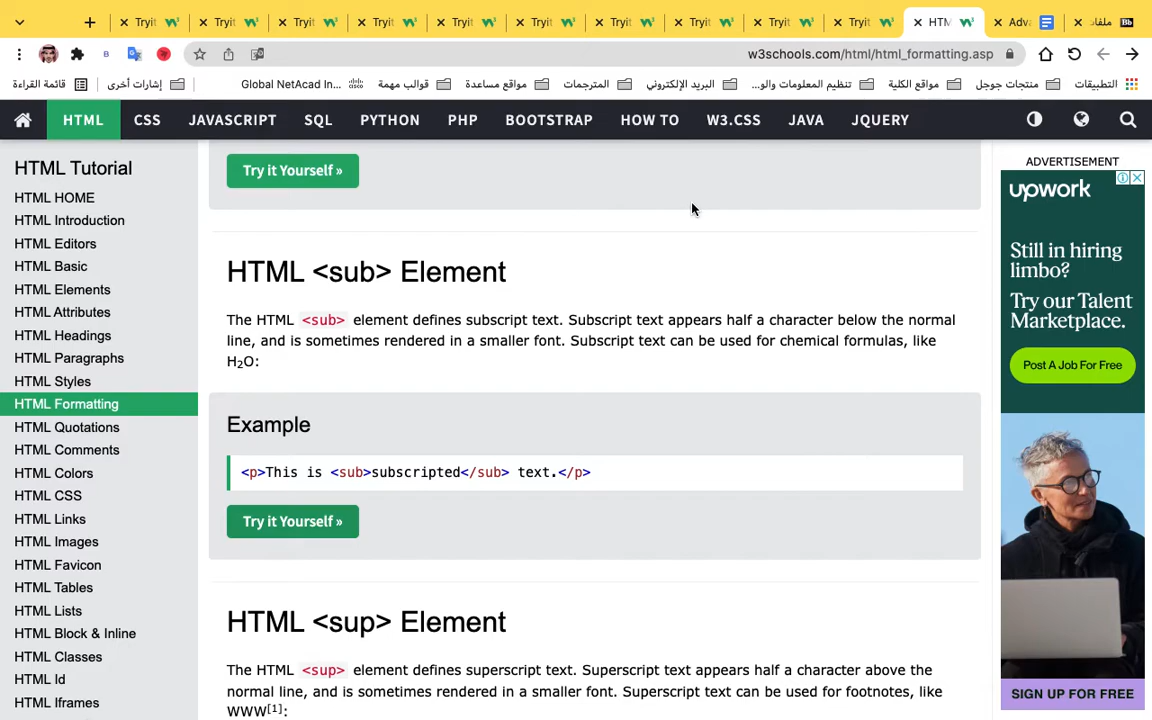 Tryit
Tryit
Tryit
Tryit
Tryit
Tryit
Tryit
Tryit
Tryit
Tryit
HTM
Adva
ملفاد
Bb
w3schools.com/html/html_formatting.asp
التطبيقات
منتجات جوجل
مواقع الكلية
تنظيم المعلومات والو...
البريد الإلكتروني
المترجمات
مواقع مساعدة
قوالب مهمة
Global NetAcad In...
إشارات أخرى
قائمة القراءة
HTML
CSS
JAVASCRIPT
SQL
PYTHON
PHP
BOOTSTRAP
HOW TO
W3.CSS
JAVA
JQUERY
HTML Tutorial
HTML HOME
HTML Introduction
HTML Editors
HTML Basic
HTML Elements
HTML Attributes
HTML Headings
HTML Paragraphs
HTML Styles
HTML Formatting
HTML Quotations
HTML Comments
HTML Colors
HTML CSS
HTML Links
HTML Images
HTML Favicon
HTML Tables
HTML Lists
HTML Block & Inline
HTML Classes
HTML Id
HTML Iframes
Try it Yourself »
HTML <sub> Element
The HTML <sub> element defines subscript text. Subscript text appears half a character below the normal
line, and is sometimes rendered in a smaller font. Subscript text can be used for chemical formulas, like
H₂O:
Example
<p>This is <sub>subscripted</sub> text.</p>
Try it Yourself »
HTML <sup> Element
The HTML <sup> element defines superscript text. Superscript text appears half a character above the
normal line, and is sometimes rendered in a smaller font. Superscript text can be used for footnotes, like
WWW[1]:
ADVERTISEMENT
upwork
Still in hiring
limbo?
Try our Talent
Marketplace.
Post A Job For Free
SIGN UP FOR FREE